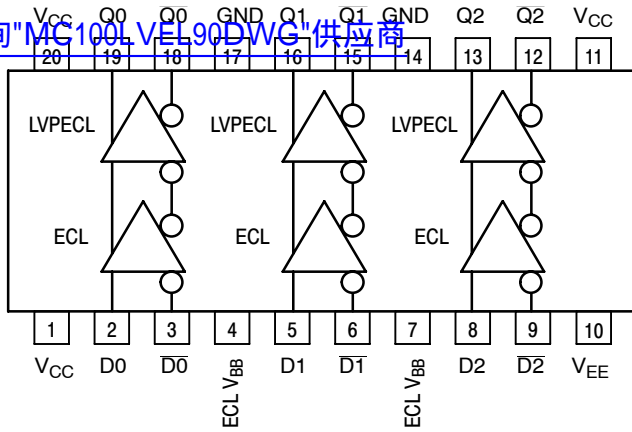 VCC Q0 Q0 GND Q1 Q1 GND Q2 Q2 VCC
询"MC100LVEL90DWG"供应商
20 19 18 17 16 15 14 13 12 11
LVPECL LVPECL LVPECL
ECL ECL ECL
1 2 3 4 5 6 7 8 9 10
VCC D0 D0 ECL VBB D1 D1 ECL VBB D2 D2 VEE